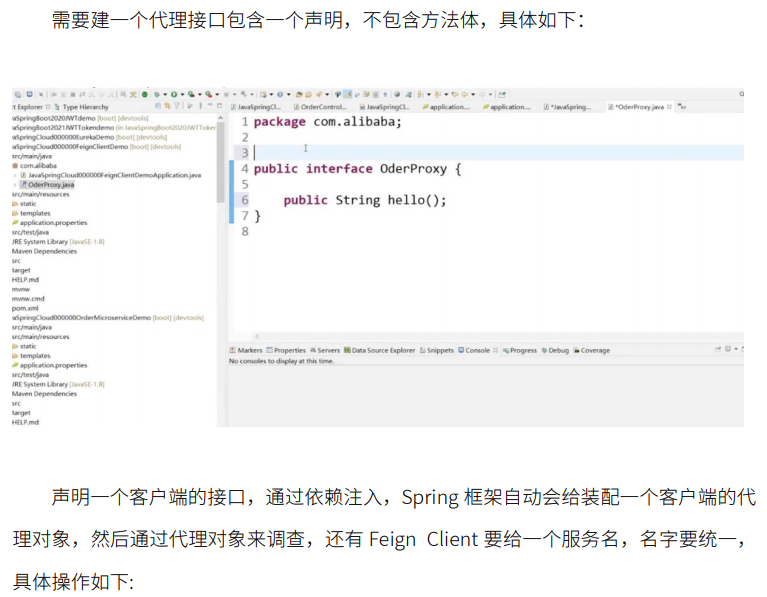 需要建一个代理接口包含一个声明，不包含方法体，具体如下：
t Explorer
Type Hierarchy
JavaSpringCl...
OrderControl...
JavaSpringCl...
application....
application....
*JavaSpring...
*OderProxy.java
aSpringBoot2020JWTdemo [boot] [devtools]
aSpringBoot2021JWTTokendemo (in JavaSpringBoot2020JWTToken
aSpringCloud000000EurekaDemo [boot] [devtools]
aSpringCloud000000FeignClientDemo [boot] [devtools]
src/main/java
com.alibaba
JavaSpringCloud000000FeignClientDemoApplication.java
OderProxy.java
src/main/resources
static
templates
application.properties
src/test/java
JRE System Library [JavaSE-1.8]
Maven Dependencies
src
target
HELP.md
mvnw
mvnw.cmd
pom.xml
aSpringCloud000000OrderMicroserviceDemo [boot] [devtools]
src/main/java
src/main/resources
static
templates
application.properties
src/test/java
JRE System Library [JavaSE-1.8]
Maven Dependencies
src
target
HELP.md
1 package com.alibaba;
2
3
4 public interface OderProxy {
5
6 public String hello();
7 }
8
Markers Properties Servers Data Source Explorer Snippets Console Progress Debug Coverage
No consoles to display at this time.
声明一个客户端的接口，通过依赖注入，Spring 框架自动会给装配一个客户端的代
理对象，然后通过代理对象来调查，还有 Feign Client 要给一个服务名，名字要统一，
具体操作如下: